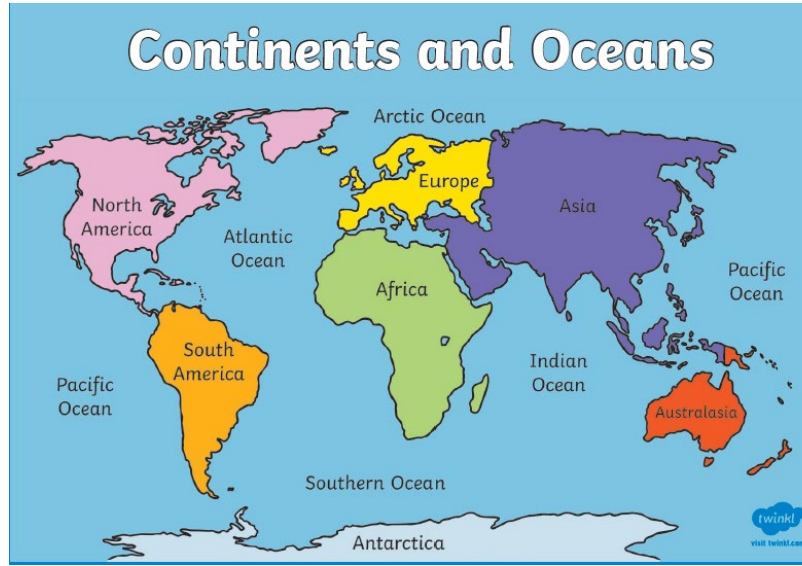 Continents and Oceans
Arctic Ocean
North
America
Europe
Asia
Atlantic
Ocean
Africa
Pacific
Ocean
South
America
Indian
Ocean
Pacific
Ocean
Australasia
Southern Ocean
Antarctica
twinkl
visit twinkl.com